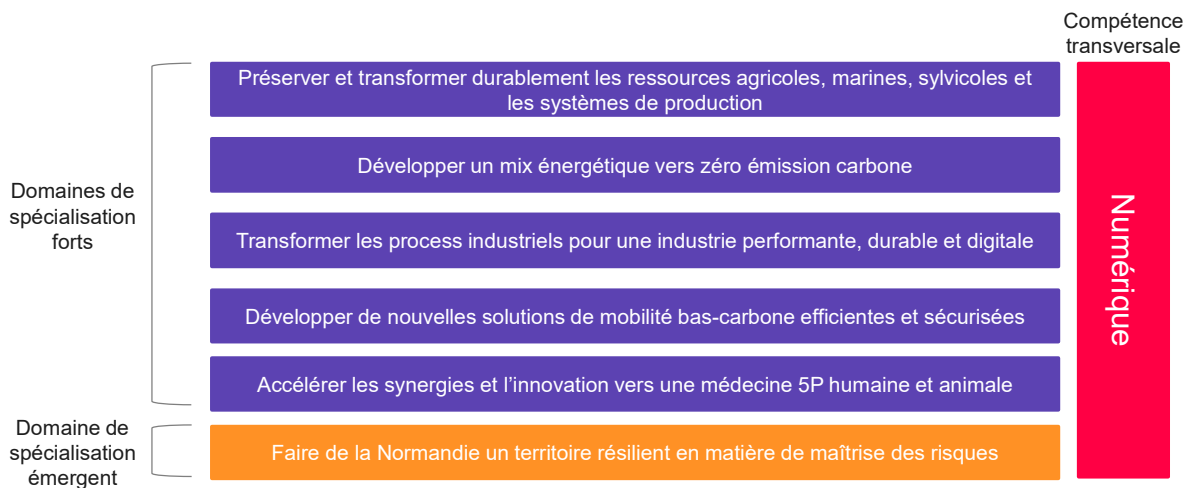 Compétence
transversale
Préserver et transformer durablement les ressources agricoles, marines, sylvicoles et
les systèmes de production
Développer un mix énergétique vers zéro émission carbone
Domaines de
spécialisation
forts
Transformer les process industriels pour une industrie performante, durable et digitale
Numérique
Développer de nouvelles solutions de mobilité bas-carbone efficientes et sécurisées
Accélérer les synergies et l’innovation vers une médecine 5P humaine et animale
Domaine de
spécialisation
émergent
Faire de la Normandie un territoire résilient en matière de maîtrise des risques